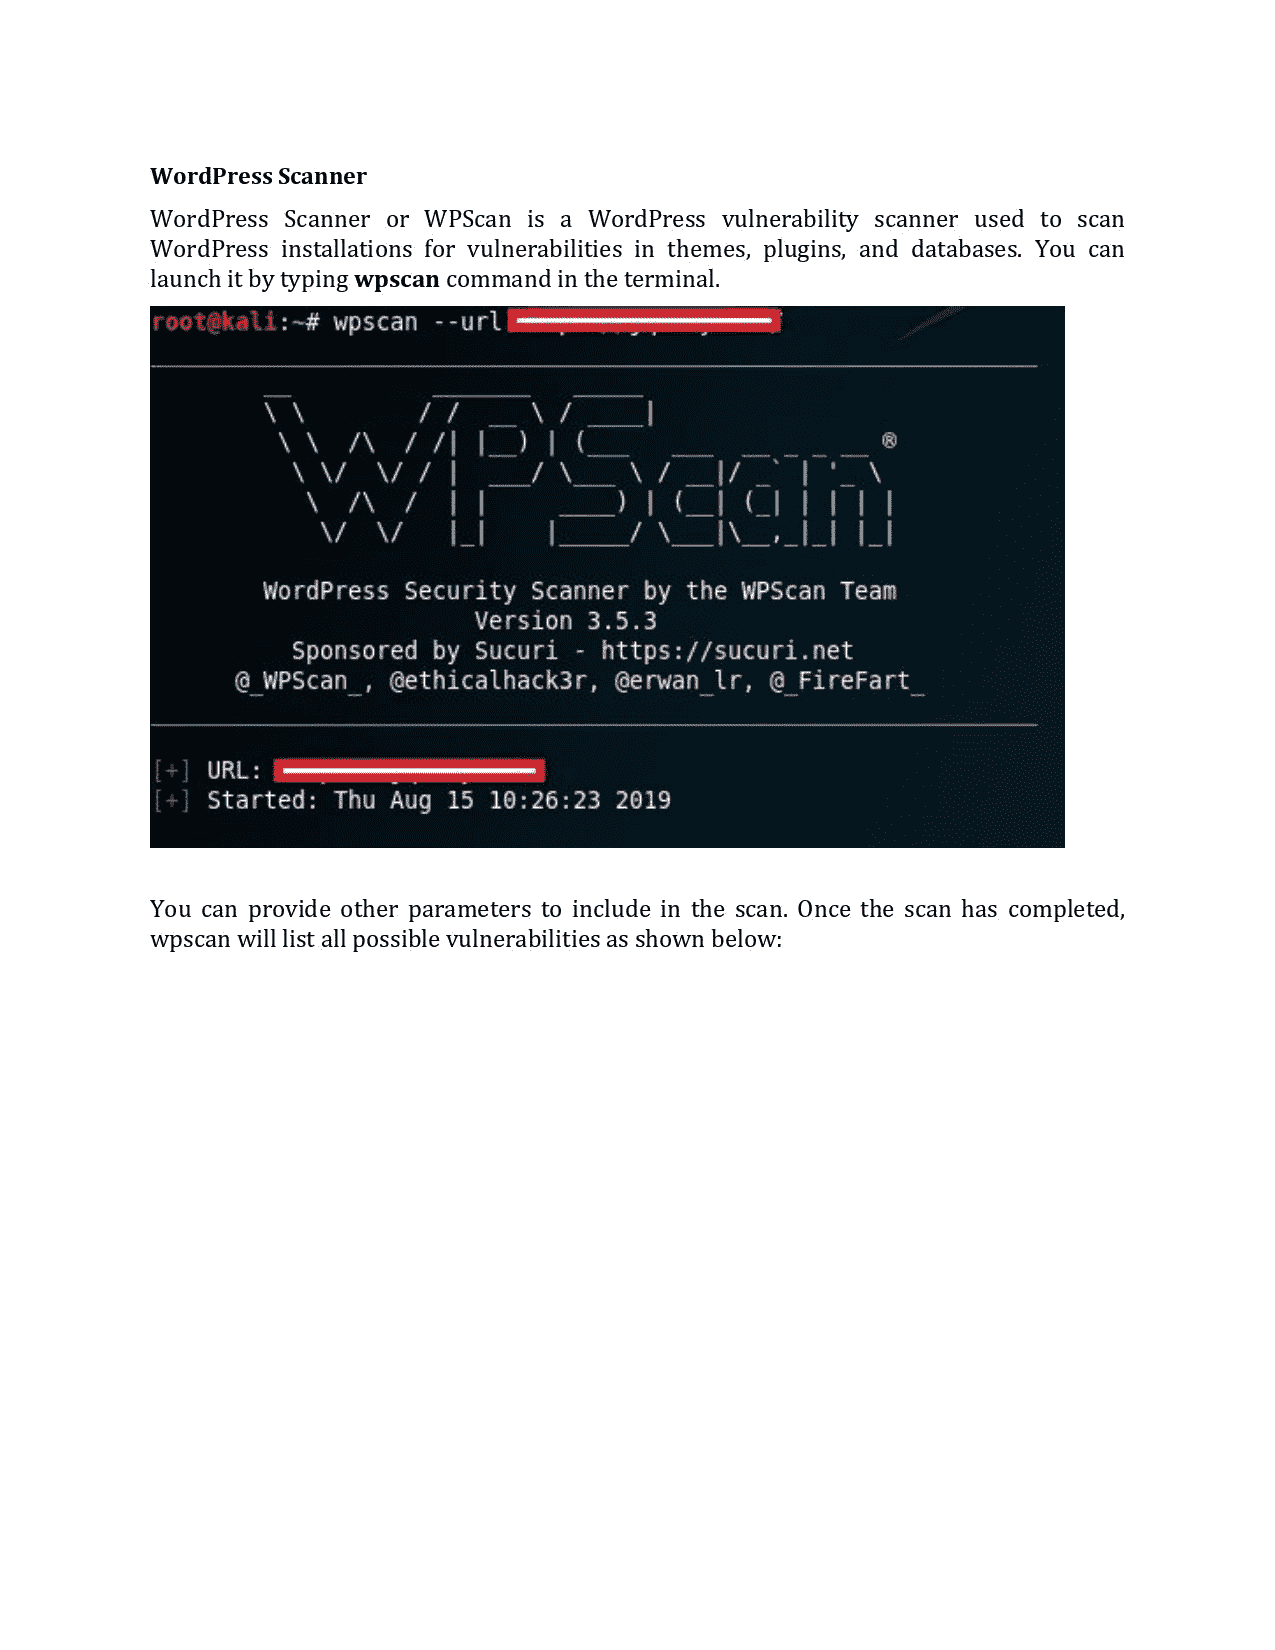 WordPress Scanner
WordPress Scanner or WPScan is a WordPress vulnerability scanner used to scan
WordPress installations for vulnerabilities in themes, plugins, and databases. You can
launch it by typing wpscan command in the terminal.
root@kali:~# wpscan --url
WPScan ®
WordPress Security Scanner by the WPScan Team
Version 3.5.3
Sponsored by Sucuri - https://sucuri.net
@_WPScan_, @ethicalhack3r, @erwan_lr, @_FireFart_
[+] URL:
[+] Started: Thu Aug 15 10:26:23 2019
You can provide other parameters to include in the scan. Once the scan has completed,
wpscan will list all possible vulnerabilities as shown below: